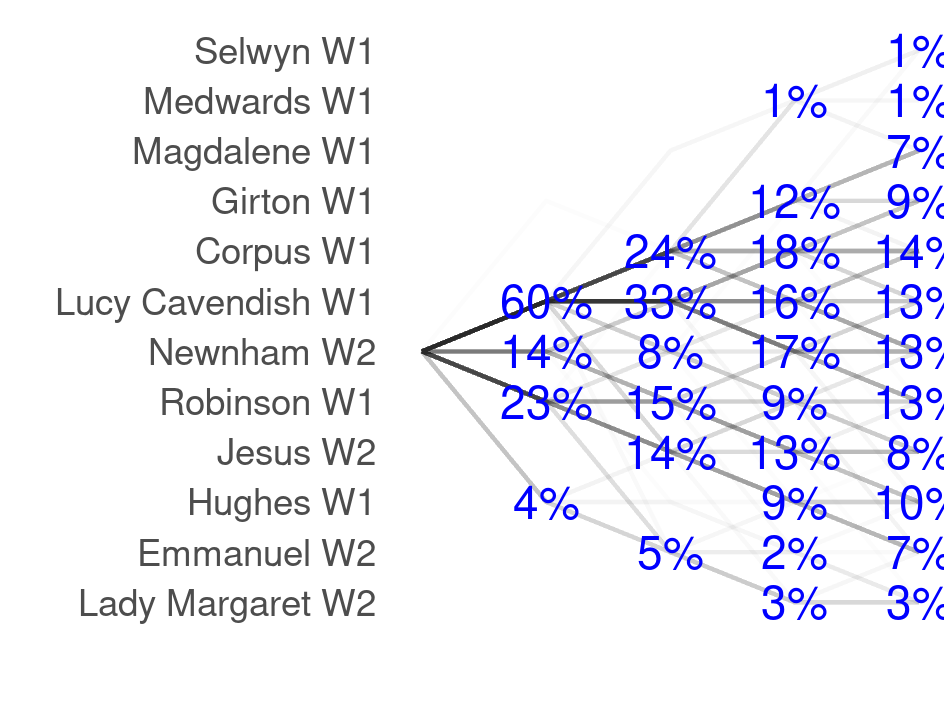 Selwyn W1 1%
Medwards W1 1% 1%
Magdalene W1 7%
Girton W1 12% 9%
Corpus W1 24% 18% 14%
Lucy Cavendish W1 60% 33% 16% 13%
Newnham W2 14% 8% 17% 13%
Robinson W1 23% 15% 9% 13%
Jesus W2 14% 13% 8%
Hughes W1 4% 9% 10%
Emmanuel W2 5% 2% 7%
Lady Margaret W2 3% 3%